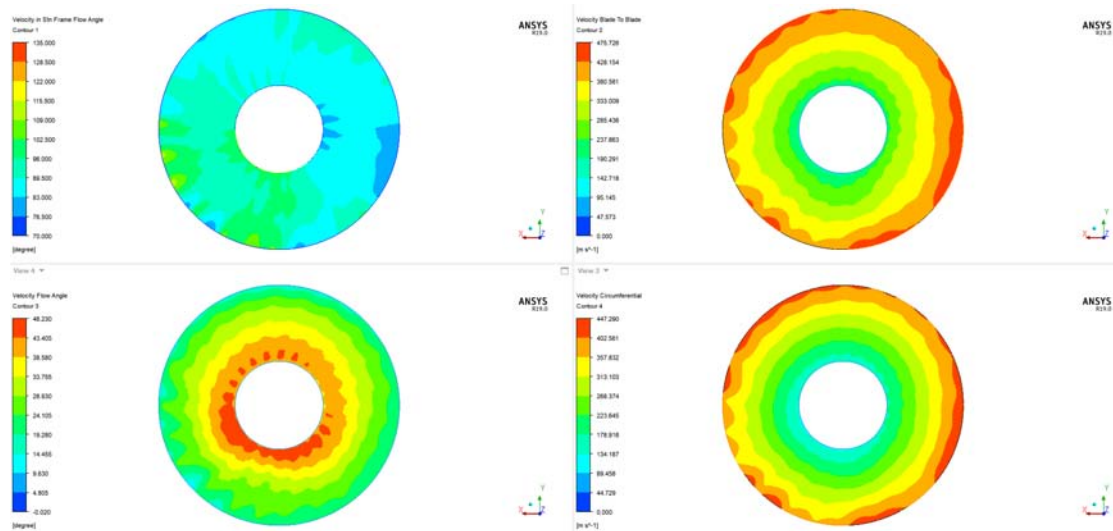 Velocity in Stn Frame Flow Angle
Contour 1
135.000
128.500
122.000
115.500
109.000
102.500
96.000
89.500
83.000
76.500
70.000
[degree]
ANSYS
R19.0
Y
X
Z
Velocity Blade To Blade
Contour 2
475.726
428.154
380.581
333.009
285.436
237.863
190.291
142.718
95.145
47.573
0.000
[m s^-1]
ANSYS
R19.0
Y
X
Z
View 4
Velocity Flow Angle
Contour 3
48.230
43.405
38.580
33.755
28.930
24.105
19.280
14.455
9.630
4.805
-0.020
[degree]
ANSYS
R19.0
Y
X
Z
View 3
Velocity Circumferential
Contour 4
447.290
402.561
357.832
313.103
268.374
223.645
178.916
134.187
89.458
44.729
0.000
[m s^-1]
ANSYS
R19.0
Y
X
Z